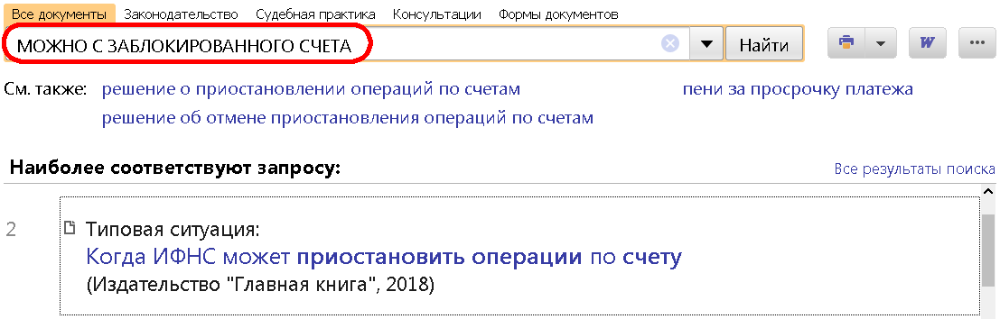 Все документы Законодательство Судебная практика Консультации Формы документов
МОЖНО С ЗАБЛОКИРОВАННОГО СЧЕТА Найти W
См. также: решение о приостановлении операций по счетам пени за просрочку платежа
решение об отмене приостановления операций по счетам
Наиболее соответствуют запросу: Все результаты поиска
2 Типовая ситуация:
Когда ИФНС может приостановить операции по счету
(Издательство "Главная книга", 2018)